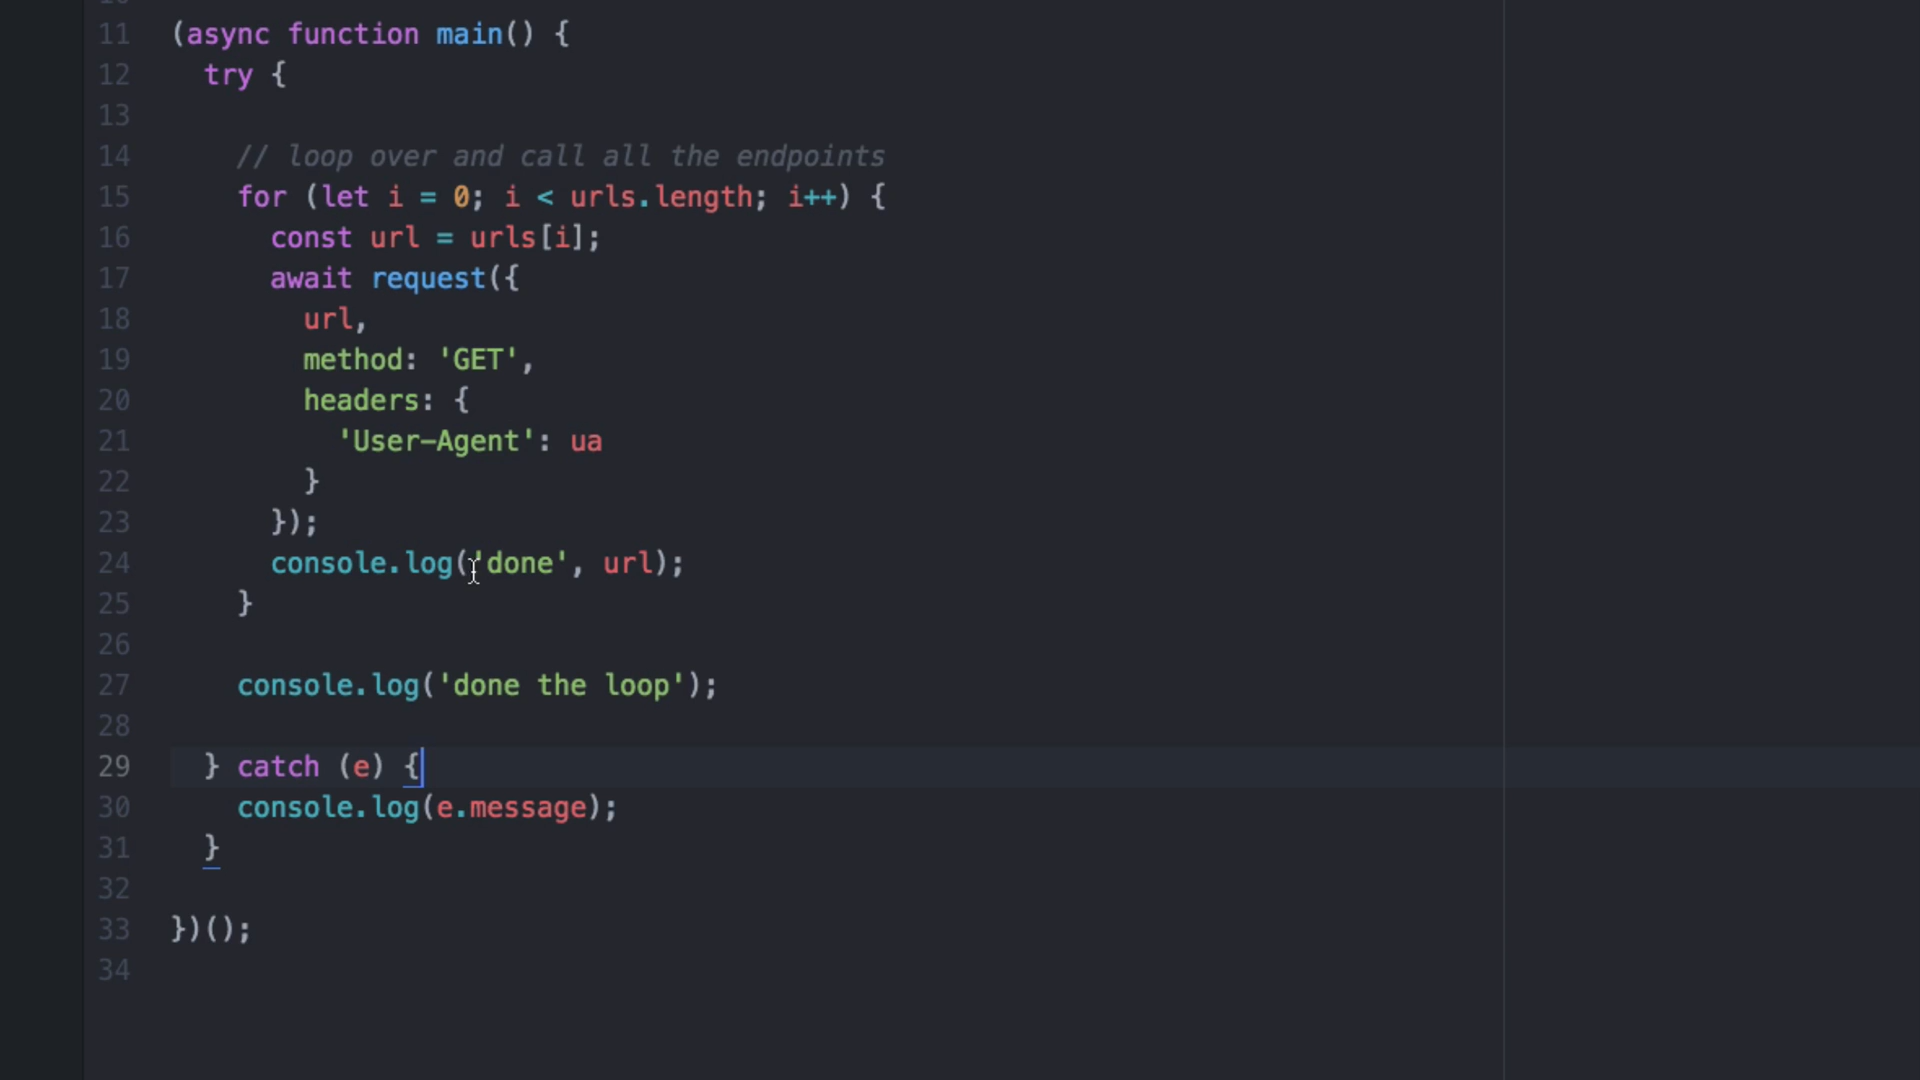 11 (async function main() {
12 try {
13
14 // loop over and call all the endpoints
15 for (let i = 0; i < urls.length; i++) {
16 const url = urls[i];
17 await request({
18 url,
19 method: 'GET',
20 headers: {
21 'User-Agent': ua
22 }
23 });
24 console.log('done', url);
25 }
26
27 console.log('done the loop');
28
29 } catch (e) {
30 console.log(e.message);
31 }
32
33 })();
34